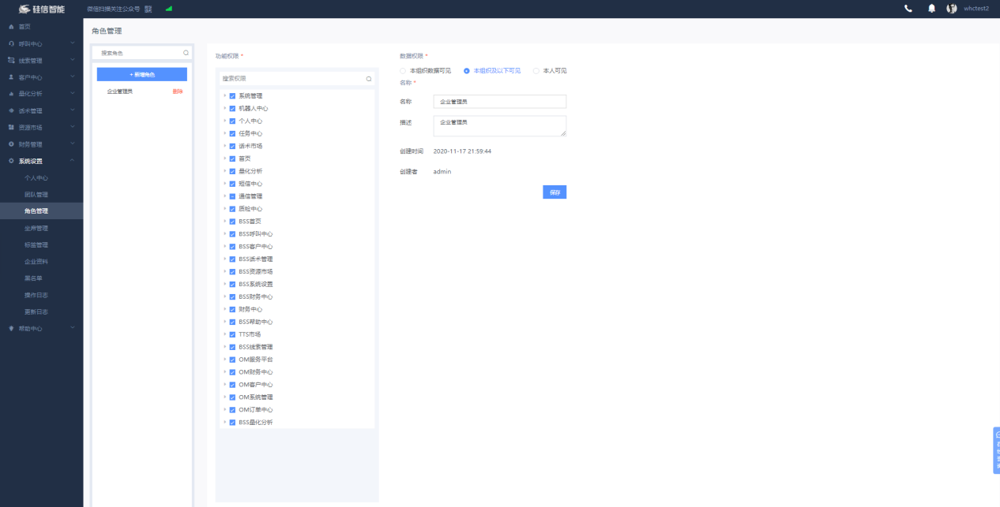 硅信智能
微信扫描关注公众号
whctest2
首页
呼叫中心
线索管理
客户中心
量化分析
话术管理
资源市场
财务管理
系统设置
个人中心
团队管理
角色管理
坐席管理
标签管理
企业资料
黑名单
操作日志
更新日志
帮助中心
角色管理
搜索角色
+ 新增角色
企业管理员 删除
功能权限 *
搜索权限
系统管理
机器人中心
个人中心
任务中心
话术市场
首页
量化分析
短信中心
通信管理
质检中心
BSS首页
BSS呼叫中心
BSS客户中心
BSS话术管理
BSS资源市场
BSS系统设置
BSS财务中心
财务中心
BSS帮助中心
TTS市场
BSS线索管理
OM服务平台
OM财务中心
OM客户中心
OM系统管理
OM订单中心
BSS量化分析
数据权限 *
本组织数据可见 本组织及以下可见 本人可见
名称 *
名称 企业管理员
描述 企业管理员
创建时间 2020-11-17 21:59:44
创建者 admin
保存